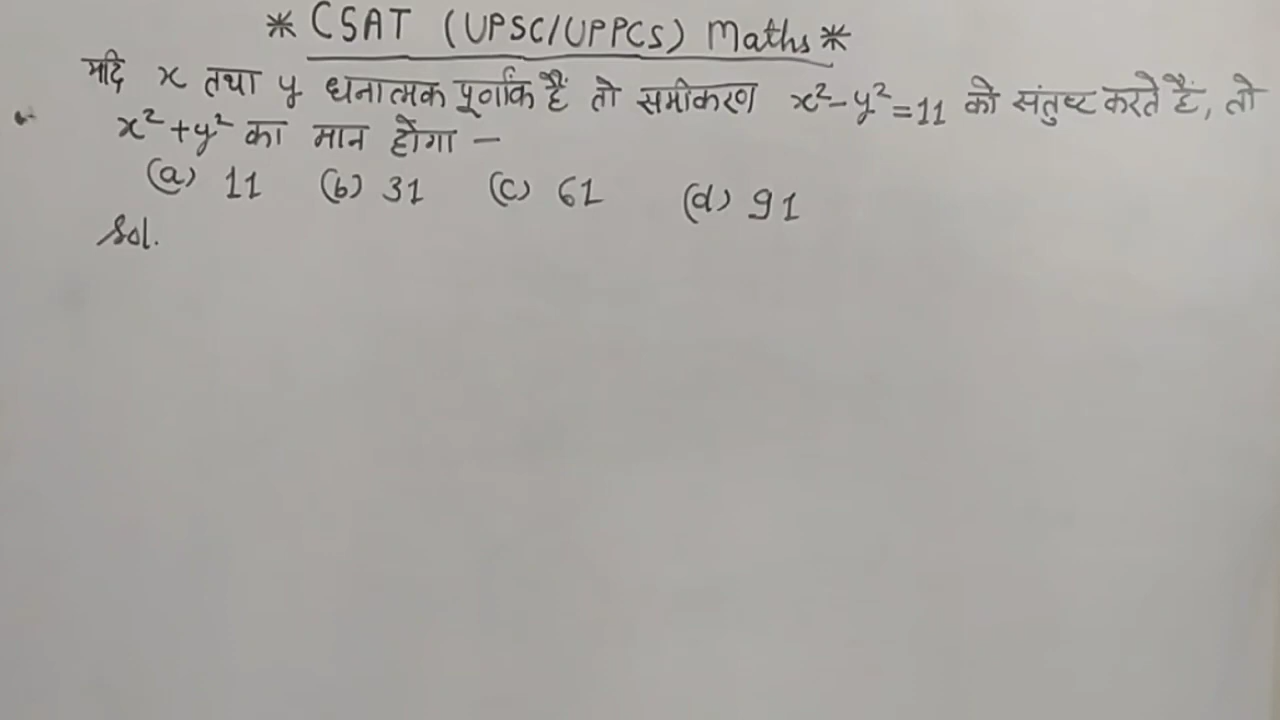 * CSAT (UPSC/UPPCS) Maths *
यदि x तथा y धनात्मक पूर्णांक हैं तो समीकरण x²-y²=11 को संतुष्ट करते हैं, तो
x²+y² का मान होगा –
(a) 11 (b) 31 (c) 61 (d) 91
Sol.